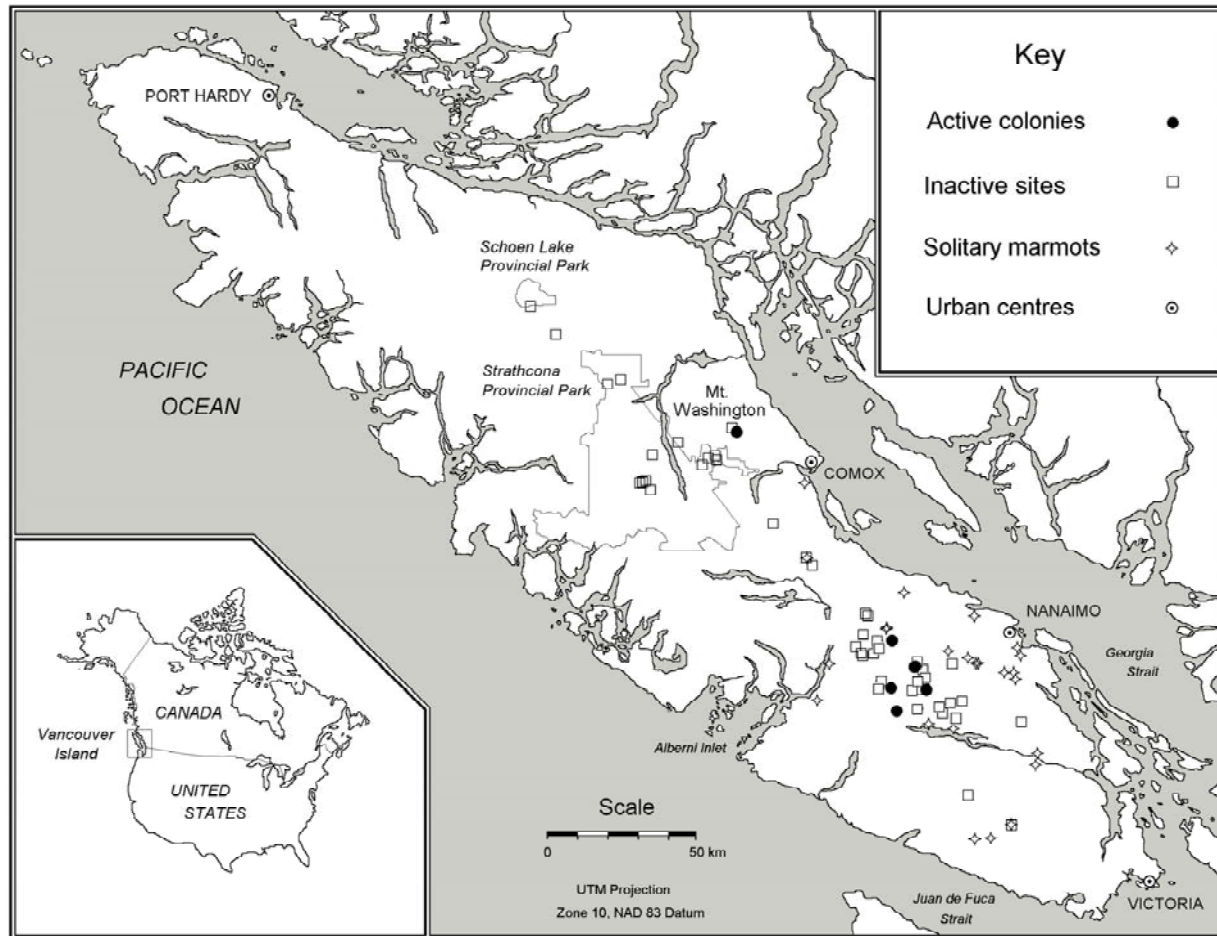 Key
Active colonies
Inactive sites
Solitary marmots
Urban centres
PORT HARDY
Schoen Lake
Provincial Park
PACIFIC
OCEAN
Strathcona
Provincial Park
Mt.
Washington
COMOX
NANAIMO
Georgia
Strait
Alberni Inlet
VICTORIA
Juan de Fuca
Strait
Scale
0 50 km
UTM Projection
Zone 10, NAD 83 Datum
CANADA
Vancouver
Island
UNITED
STATES